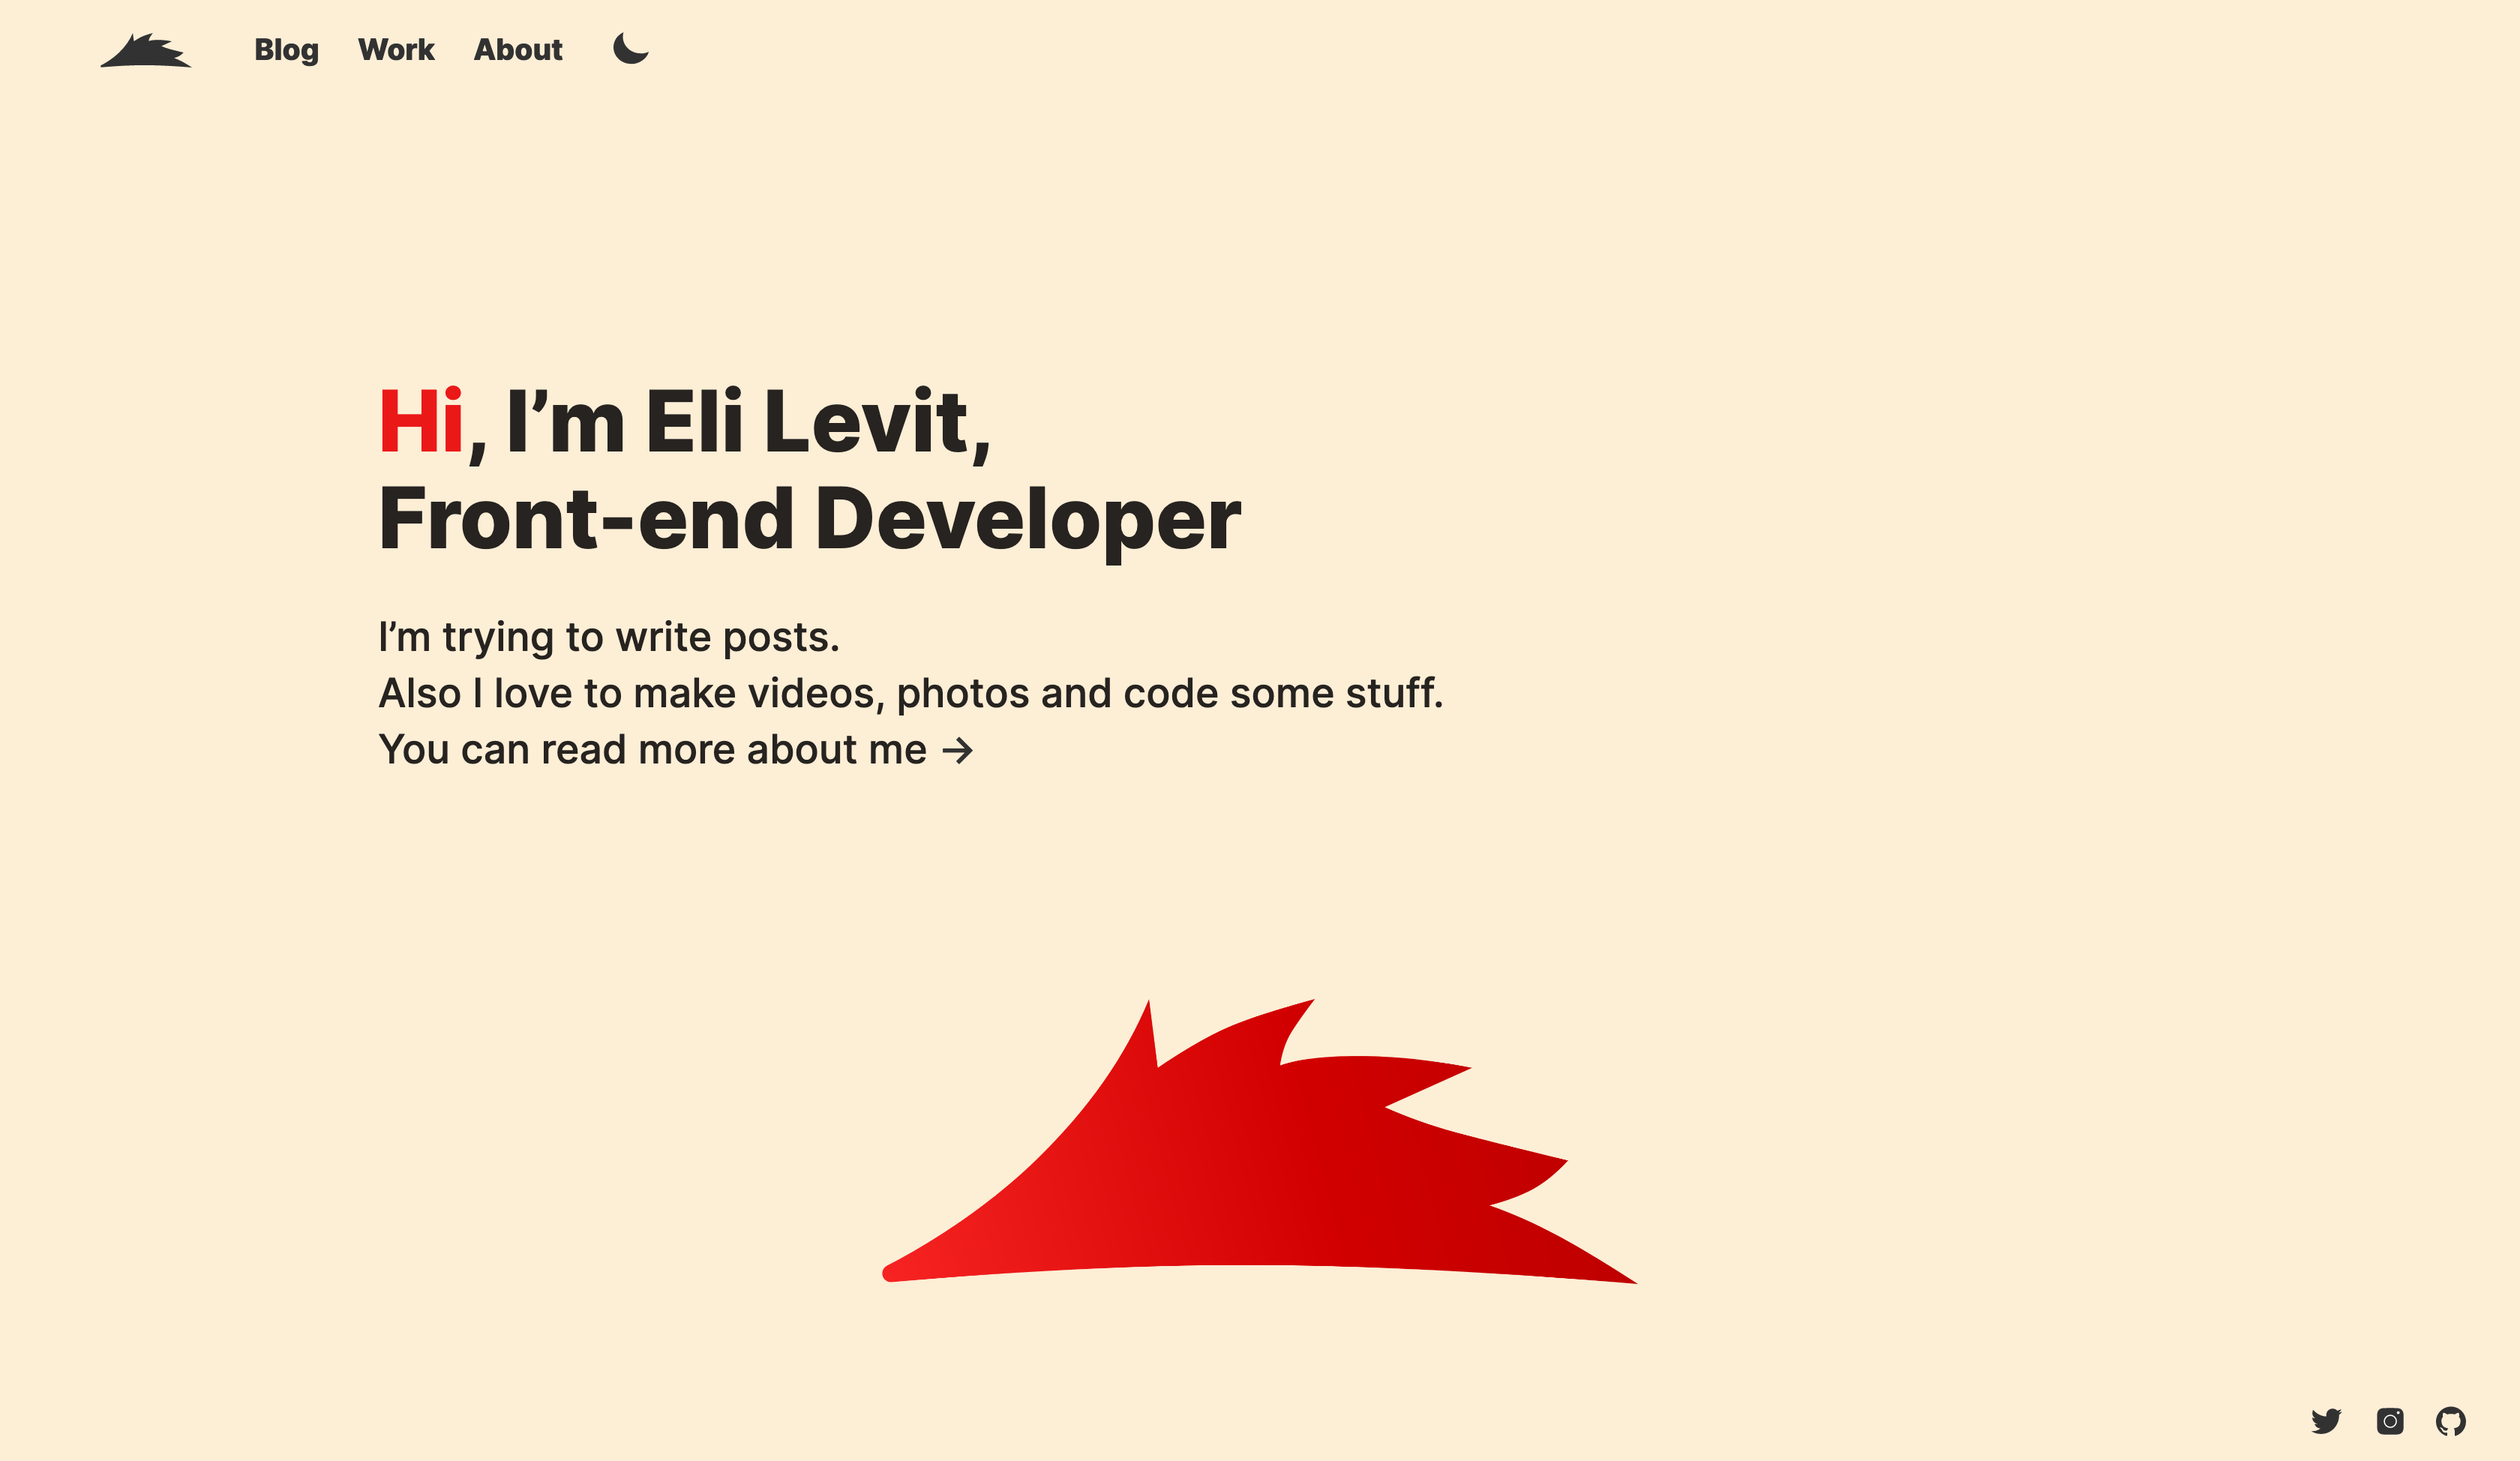 Blog Work About
Hi, I’m Eli Levit,
Front-end Developer
I’m trying to write posts.
Also I love to make videos, photos and code some stuff.
You can read more about me →